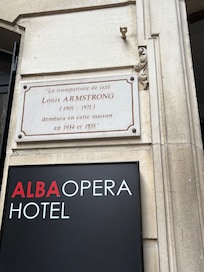 "Le trompettiste de jazz
Louis ARMSTRONG
(1901 - 1971)
demeura en cette maison
en 1934 et 1935"
ALBAOPERA
HOTEL